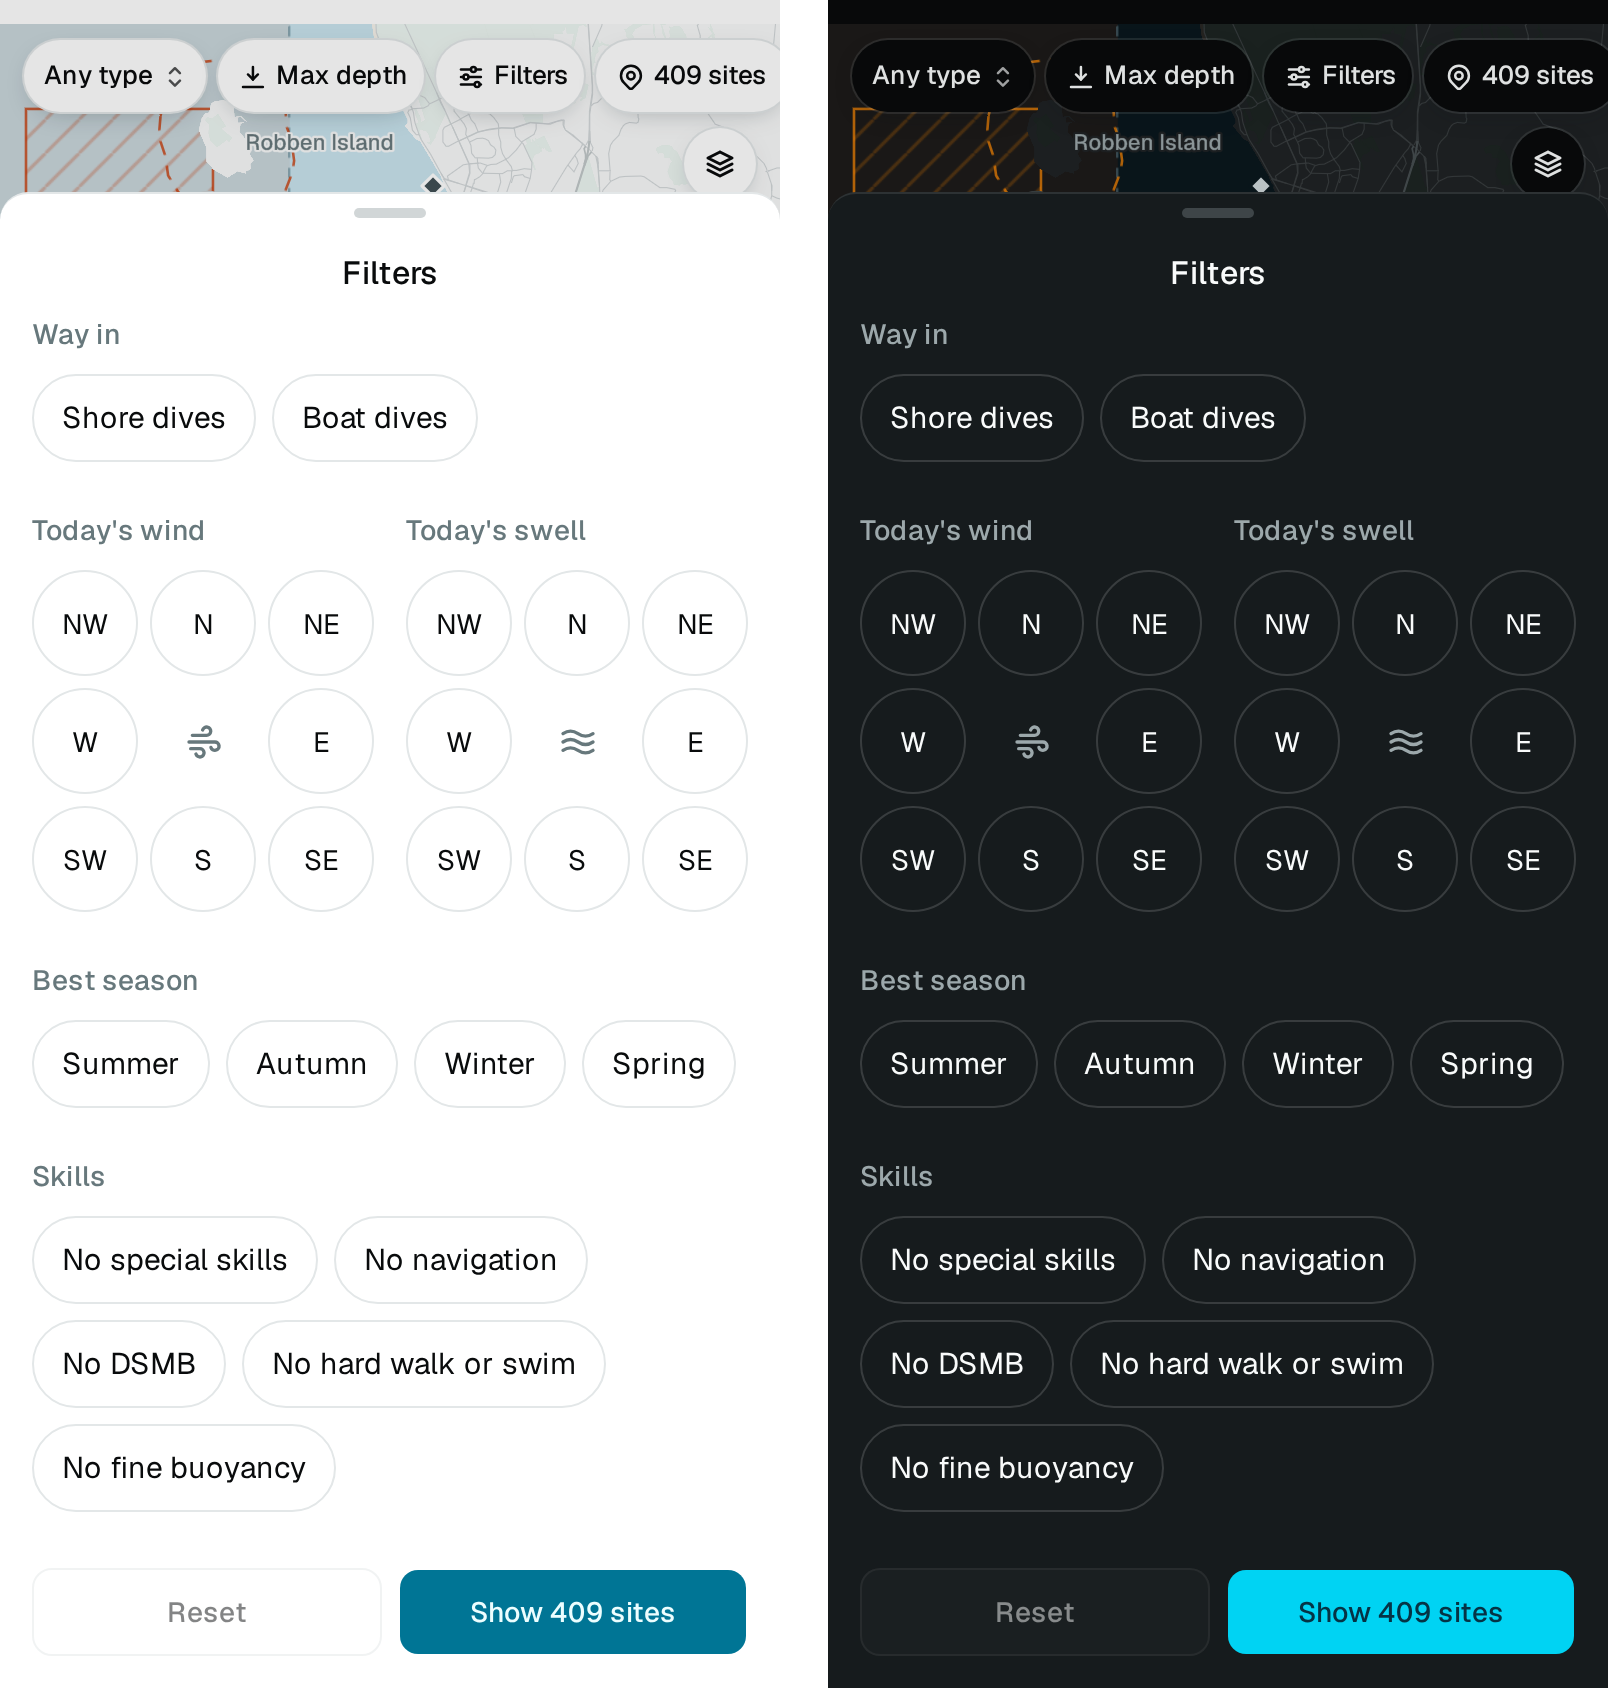 Any type
Max depth
Filters
409 sites
Robben Island
Filters
Way in
Shore dives
Boat dives
Today's wind
Today's swell
NW
N
NE
NW
N
NE
W
E
W
E
SW
S
SE
SW
S
SE
Best season
Summer
Autumn
Winter
Spring
Skills
No special skills
No navigation
No DSMB
No hard walk or swim
No fine buoyancy
Reset
Show 409 sites
Any type
Max depth
Filters
409 sites
Robben Island
Filters
Way in
Shore dives
Boat dives
Today's wind
Today's swell
NW
N
NE
NW
N
NE
W
E
W
E
SW
S
SE
SW
S
SE
Best season
Summer
Autumn
Winter
Spring
Skills
No special skills
No navigation
No DSMB
No hard walk or swim
No fine buoyancy
Reset
Show 409 sites